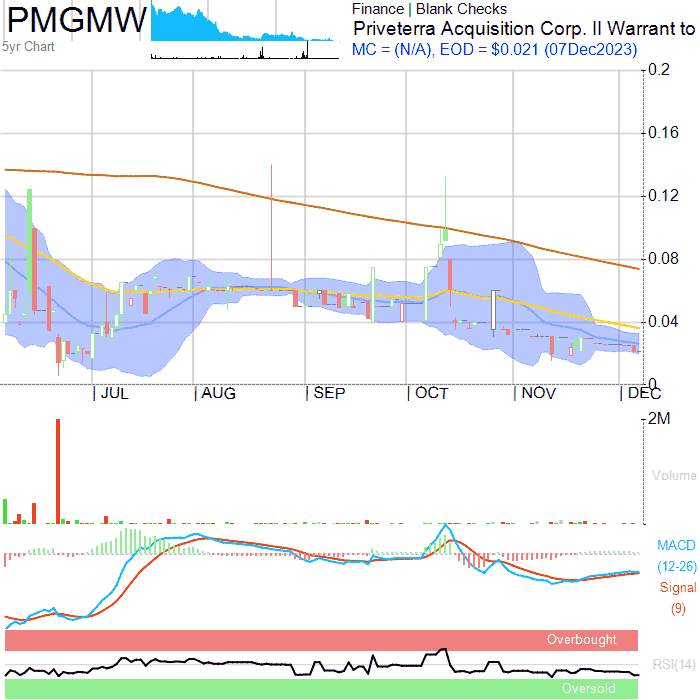 PMGMW
5yr Chart
Finance | Blank Checks
Priveterra Acquisition Corp. II Warrant to
MC = (N/A), EOD = $0.021 (07Dec2023)
0.2
0.16
0.12
0.08
0.04
0
JUL AUG SEP OCT NOV DEC
2M
Volume
MACD
(12-26)
Signal
(9)
Overbought
RSI(14)
Oversold